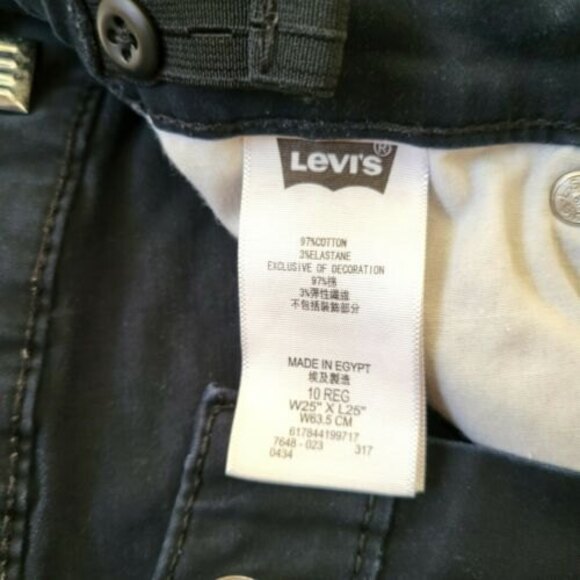 Levi's®
97%COTTON
3%ELASTANE
EXCLUSIVE OF DECORATION
97%棉
3%弹性纖維
不包括裝飾部分
MADE IN EGYPT
埃及製造
10 REG
W25" X L25"
W63.5 CM
617844199717
7648 - 023 317
0434